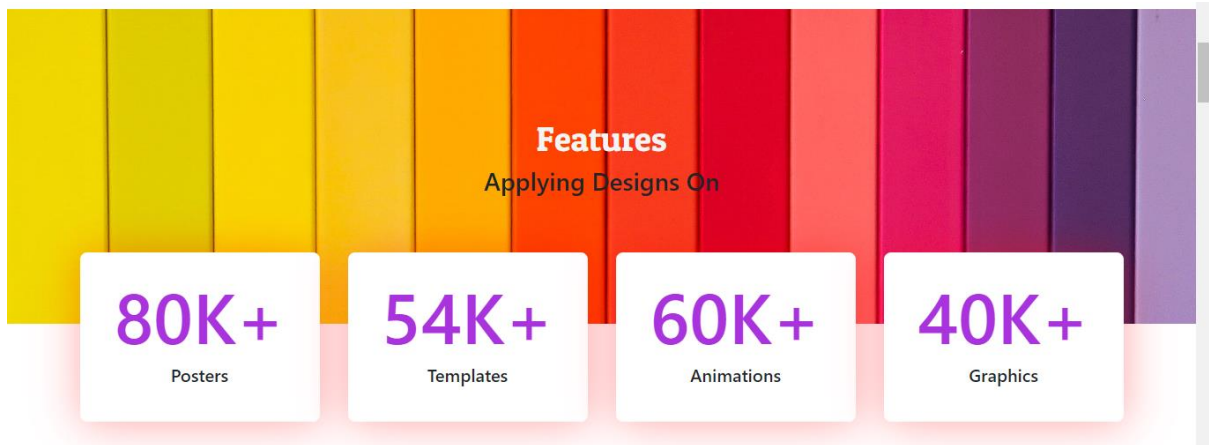 Features
Applying Designs On
80K+
Posters
54K+
Templates
60K+
Animations
40K+
Graphics